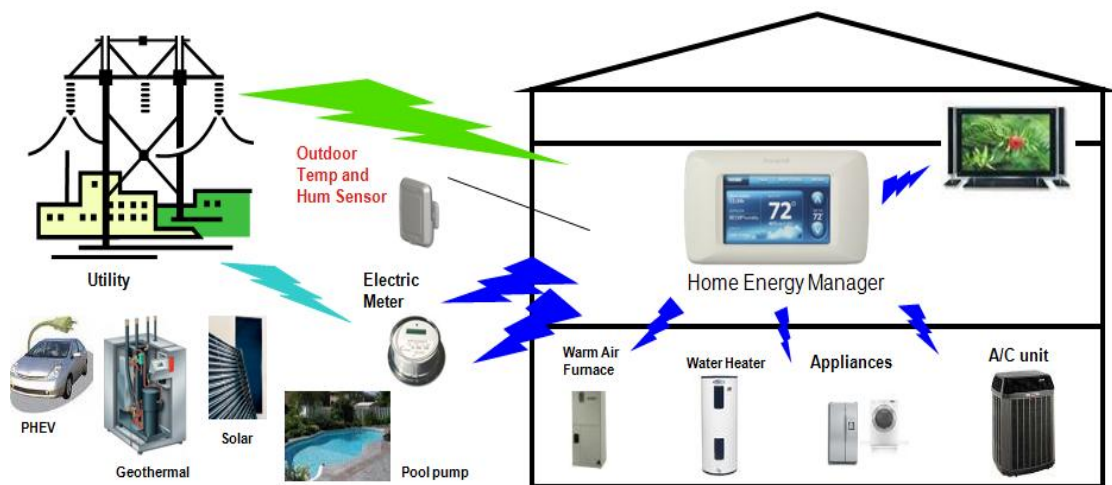 Outdoor
Temp and
Hum Sensor
72°
72°
Home Energy Manager
Utility
Electric
Meter
Warm Air
Furnace
Water Heater
Appliances
A/C unit
PHEV
Solar
Geothermal
Pool pump